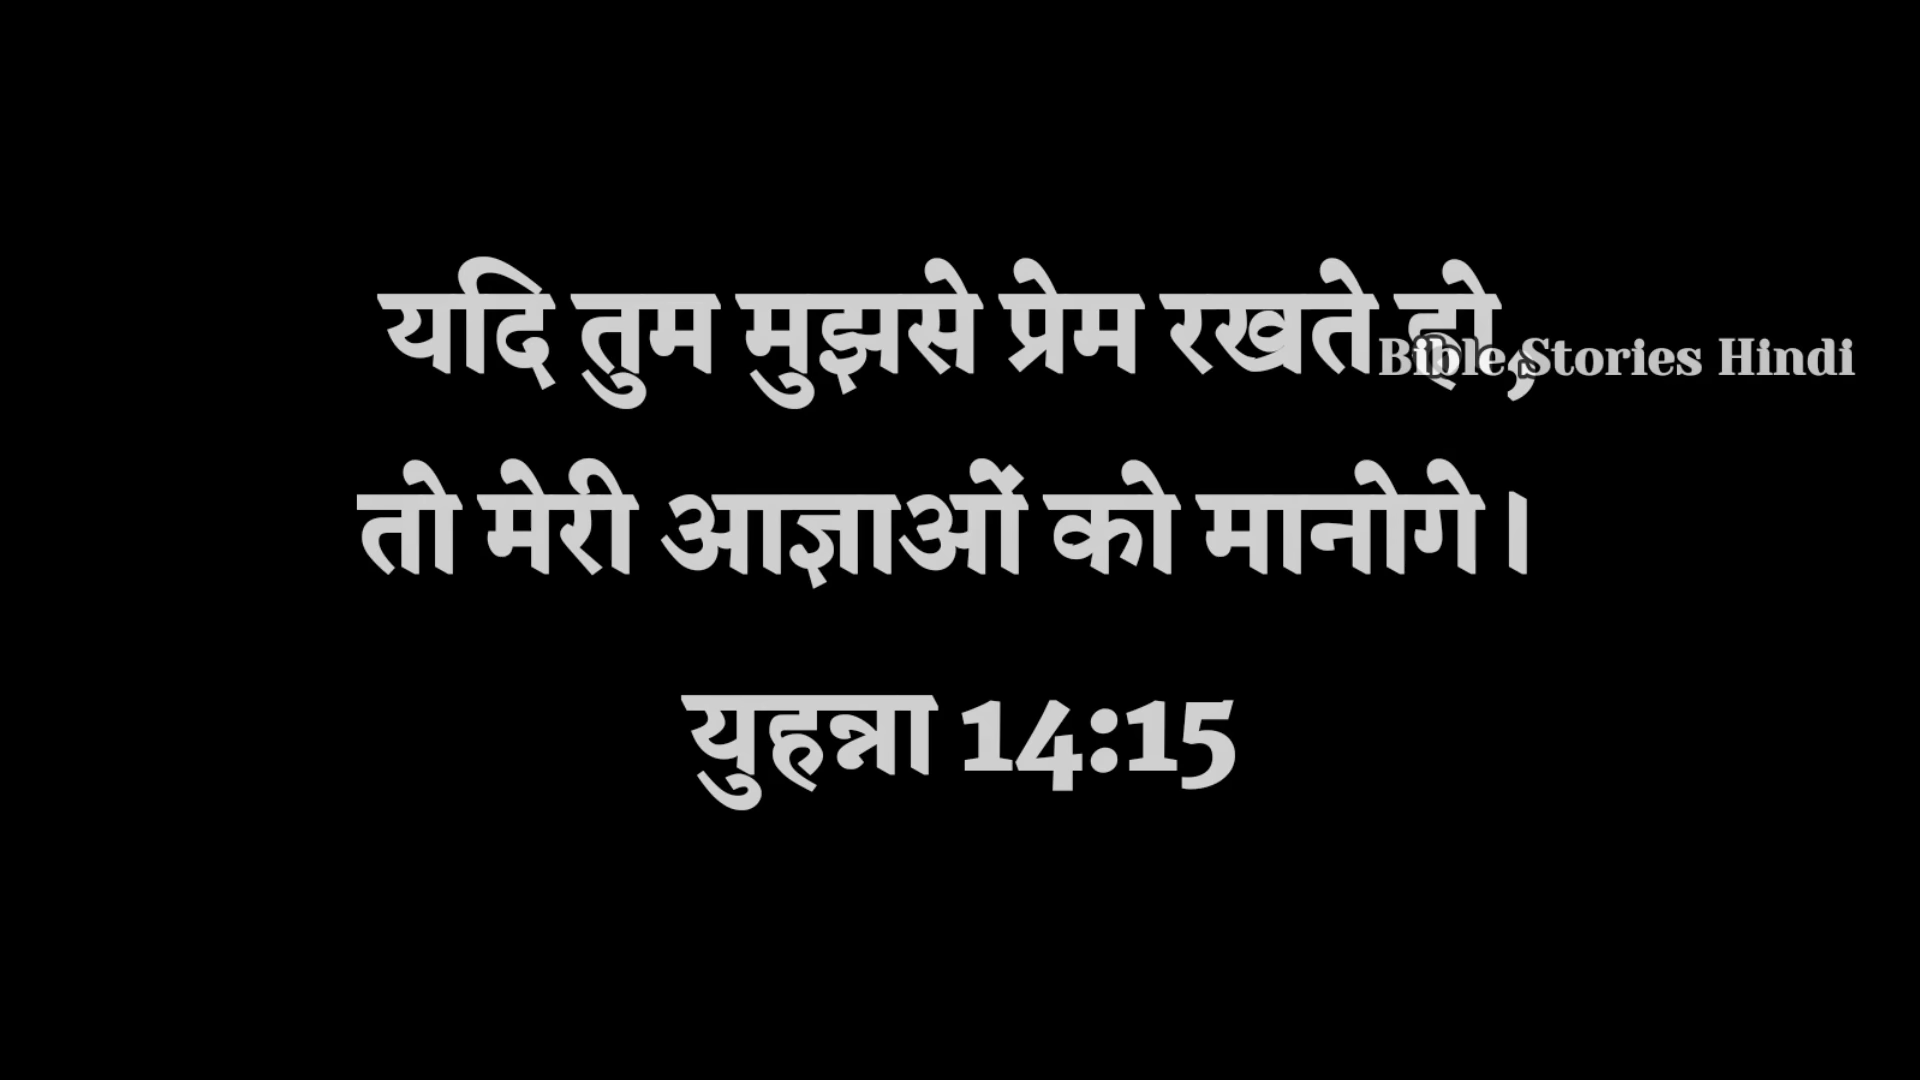 यदि तुम मुझसे प्रेम रखते हो,
Bible Stories Hindi
तो मेरी आज्ञाओं को मानोगे।
युहन्ना 14:15